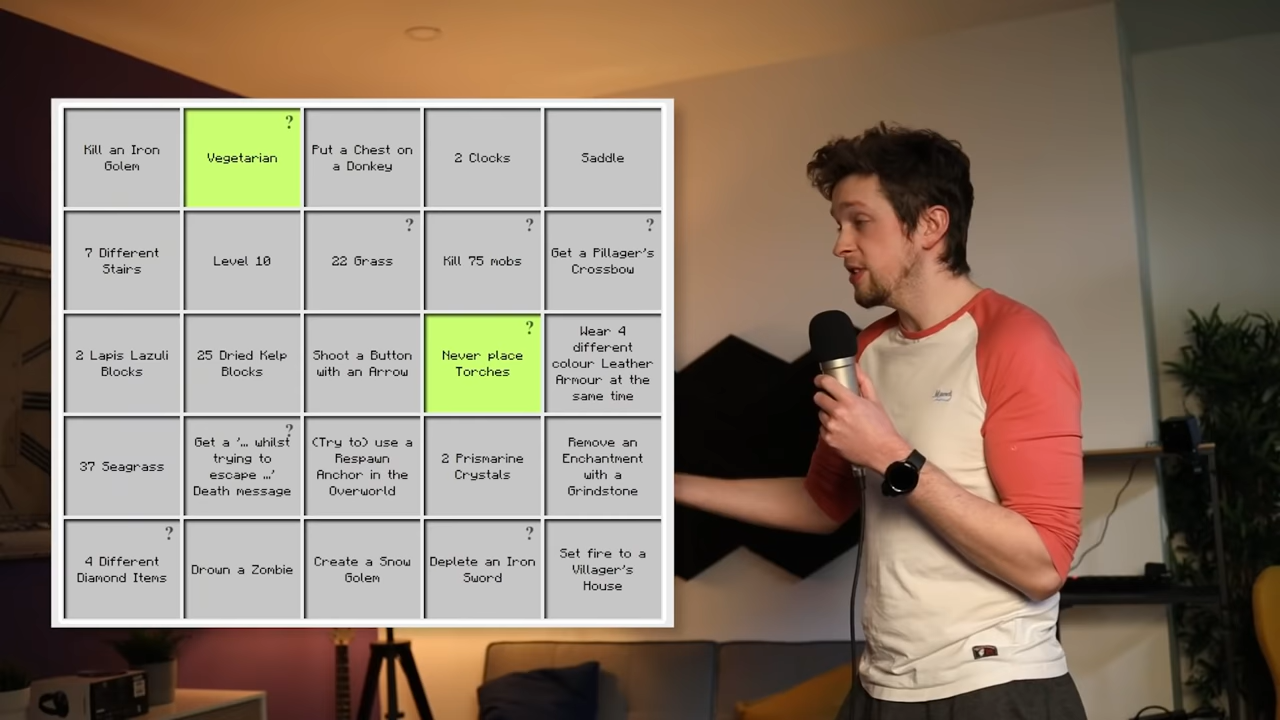 Kill an Iron
Golem
?
Vegetarian
Put a Chest on
a Donkey
2 Clocks
Saddle
7 Different
Stairs
Level 10
?
22 Grass
?
Kill 75 mobs
?
Get a Pillager's
Crossbow
2 Lapis Lazuli
Blocks
25 Dried Kelp
Blocks
Shoot a Button
with an Arrow
?
Never place
Torches
Wear 4
different
colour Leather
Armour at the
same time
37 Seagrass
?
Get a '... whilst
trying to
escape ...'
Death message
(Try to) use a
Respawn
Anchor in the
Overworld
2 Prismarine
Crystals
Remove an
Enchantment
with a
Grindstone
?
4 Different
Diamond Items
Drown a Zombie
Create a Snow
Golem
?
Deplete an Iron
Sword
Set fire to a
Villager's
House